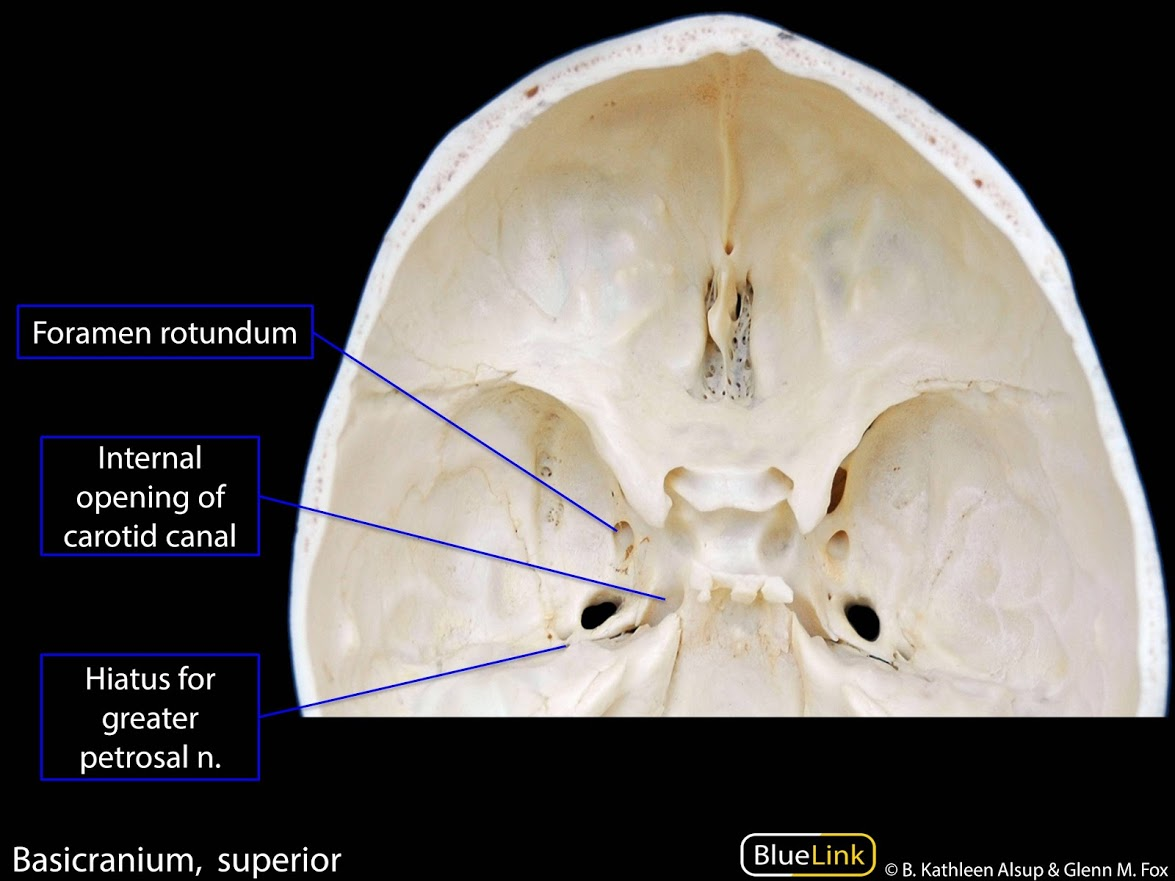 Foramen rotundum
Internal
opening of
carotid canal
Hiatus for
greater
petrosal n.
Basicranium, superior
BlueLink
© B. Kathleen Alsup & Glenn M. Fox